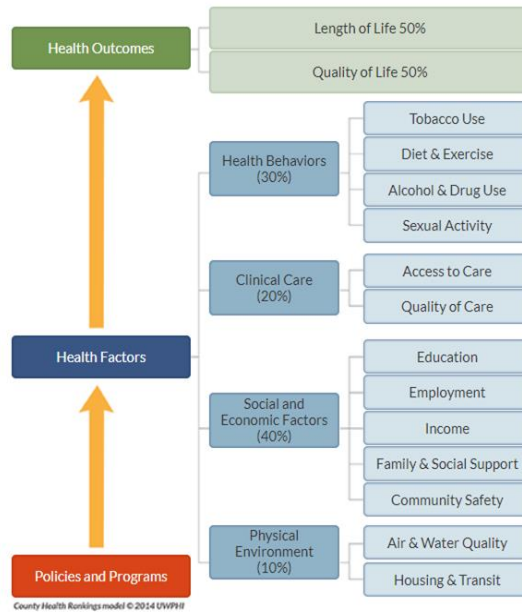 Health Outcomes
Length of Life 50%
Quality of Life 50%
Health Behaviors
(30%)
Tobacco Use
Diet & Exercise
Alcohol & Drug Use
Sexual Activity
Clinical Care
(20%)
Access to Care
Quality of Care
Health Factors
Social and
Economic Factors
(40%)
Education
Employment
Income
Family & Social Support
Community Safety
Physical
Environment
(10%)
Air & Water Quality
Housing & Transit
Policies and Programs
County Health Rankings model © 2014 UWPHI